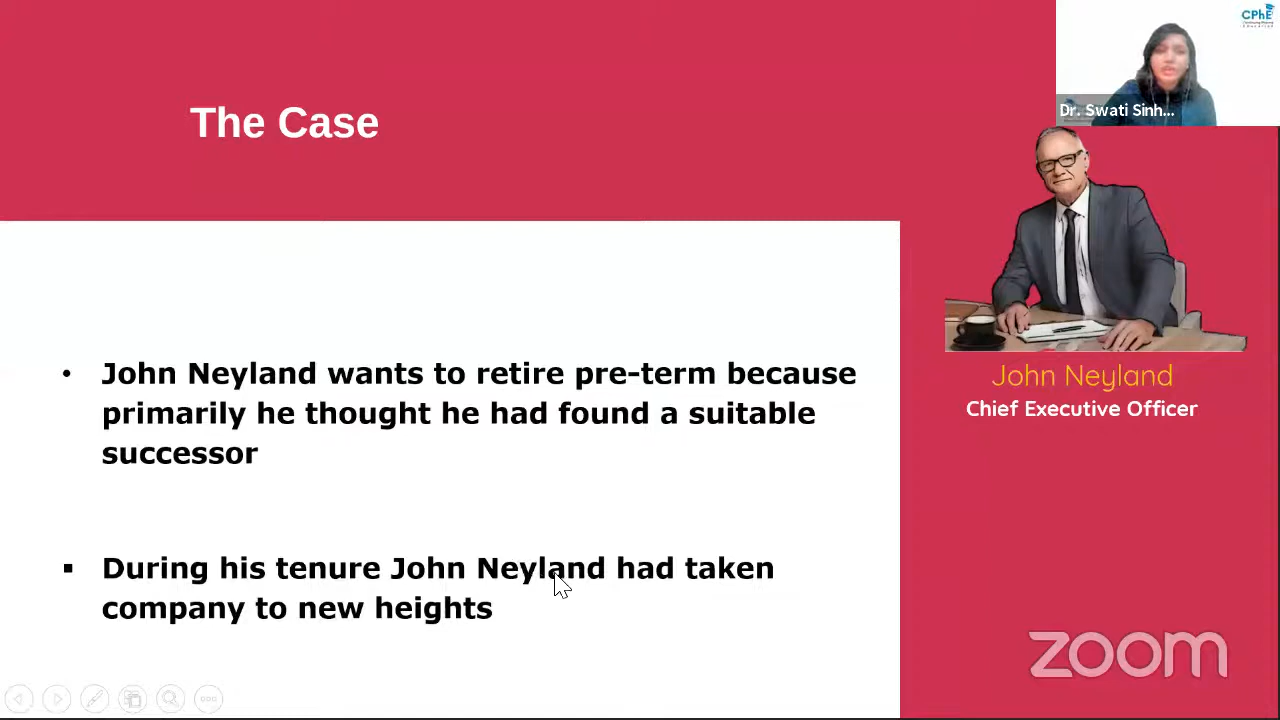 CPhE
Dr. Swati Sinh...
The Case
John Neyland
Chief Executive Officer
• John Neyland wants to retire pre-term because
primarily he thought he had found a suitable
successor
▪ During his tenure John Neyland had taken
company to new heights
zoom